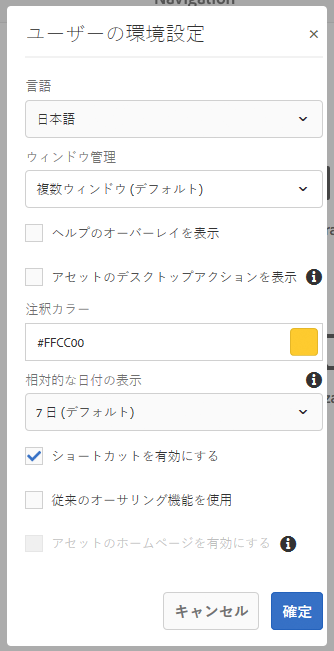 Navigation
ユーザーの環境設定
×
言語
日本語
ウィンドウ管理
複数ウィンドウ (デフォルト)
ヘルプのオーバーレイを表示
アセットのデスクトップアクションを表示
注釈カラー
#FFCC00
相対的な日付の表示
7 日 (デフォルト)
ショートカットを有効にする
従来のオーサリング機能を使用
アセットのホームページを有効にする
キャンセル 確定